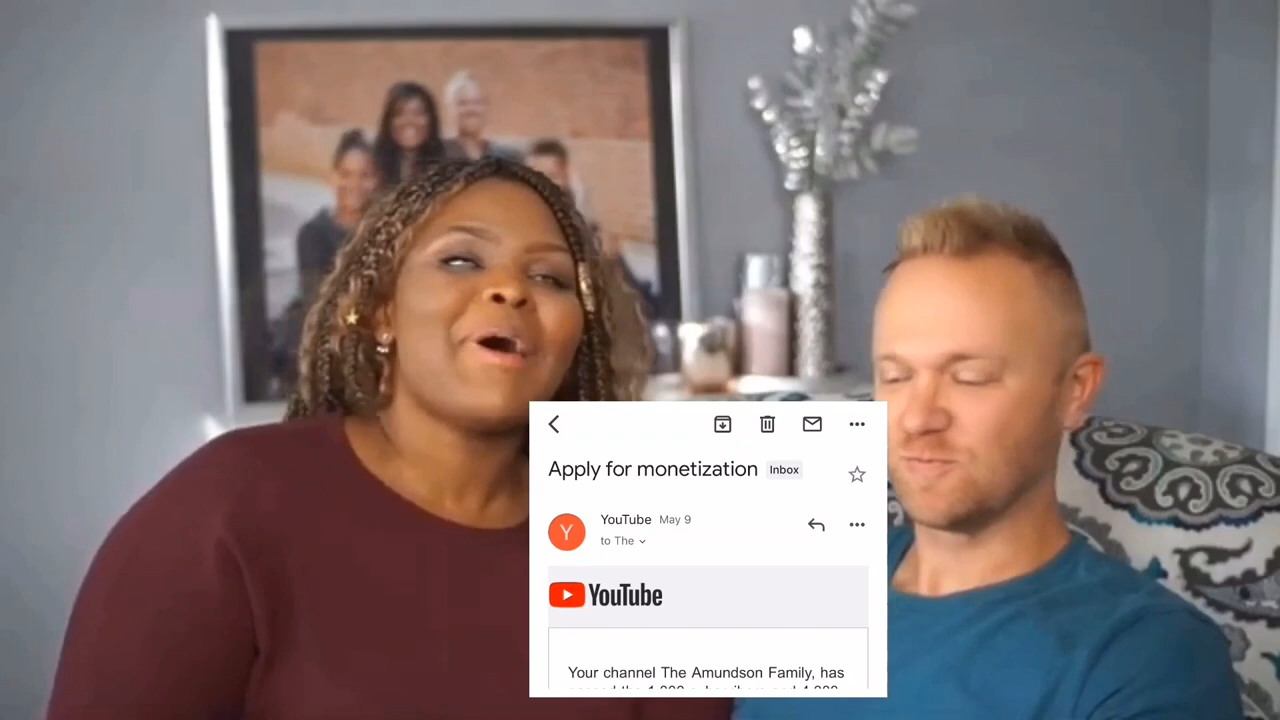 Apply for monetization Inbox
Y YouTube May 9
to The
YouTube
Your channel The Amundson Family, has